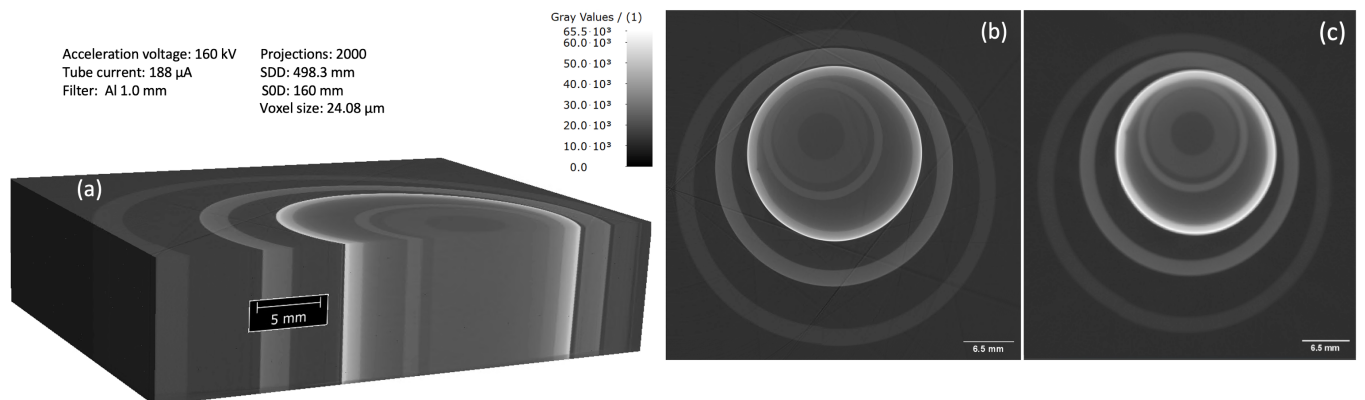 Acceleration voltage: 160 kV
Tube current: 188 µA
Filter: Al 1.0 mm
Projections: 2000
SDD: 498.3 mm
S0D: 160 mm
Voxel size: 24.08 µm
Gray Values / (1)
65.5·10³
60.0·10³
50.0·10³
40.0·10³
30.0·10³
20.0·10³
10.0·10³
0.0
(a)
5 mm
(b)
6.5 mm
(c)
6.5 mm